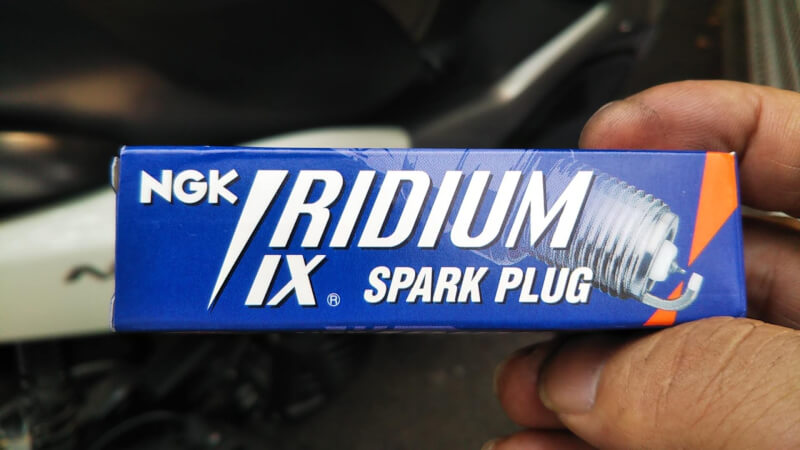 NGK IRIDIUM
IX ® SPARK PLUG